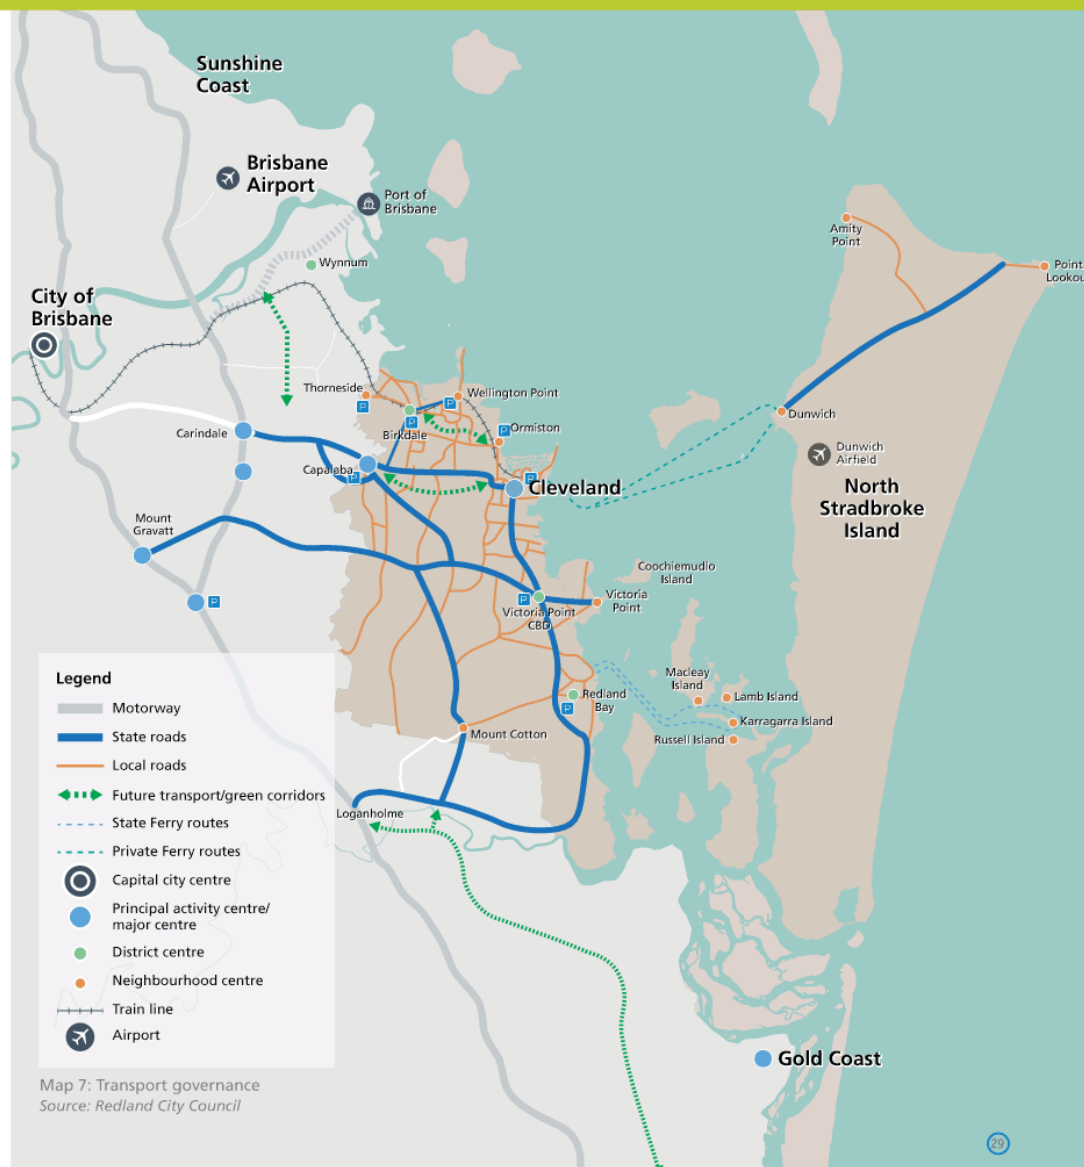 Sunshine
Coast
Brisbane
Airport
Port of
Brisbane
Wynnum
City of
Brisbane
Amity
Point
Point
Thorneside
Wellington Point
P
P
P
Birkdale
P
Ormiston
Carindale
Capalaba
P
P
Cleveland
Dunwich
Dunwich
Airfield
North
Stradbroke
Island
Mount
Gravatt
P
Coochiemudlo
Island
Victoria
Point
P
Victoria Point
CBD
Macleay
Island
Lamb Island
Karragarra Island
Russell Island
Redland
Bay
P
Mount Cotton
Loganholme
Legend
Motorway
State roads
Local roads
Future transport/green corridors
State Ferry routes
Private Ferry routes
Capital city centre
Principal activity centre/
major centre
District centre
Neighbourhood centre
Train line
Airport
Gold Coast
Map 7: Transport governance
Source: Redland City Council
29